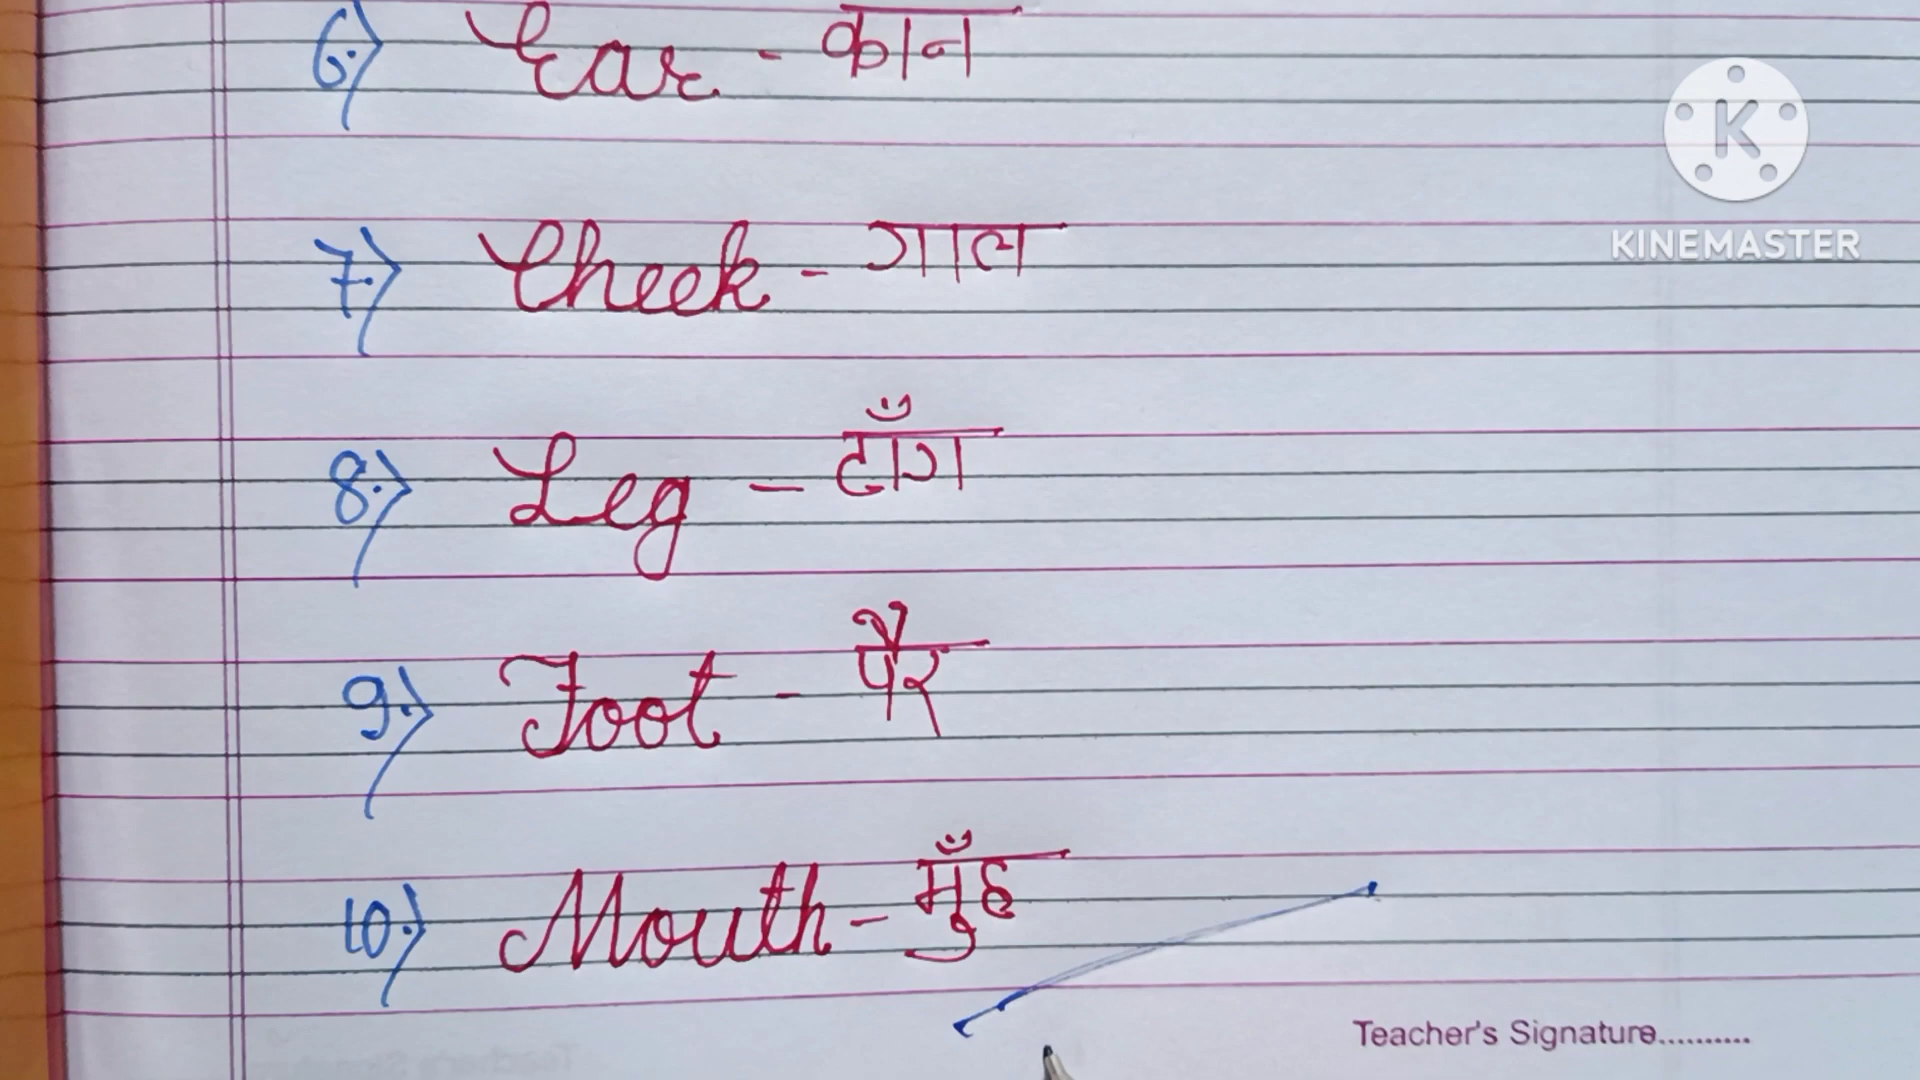 6.) Ear - कान
K
KINEMASTER
7.) Cheek - गाल
8.) Leg - टाँग
9.) Foot - पैर
10.) Mouth - मुँह
Teacher's Signature..........